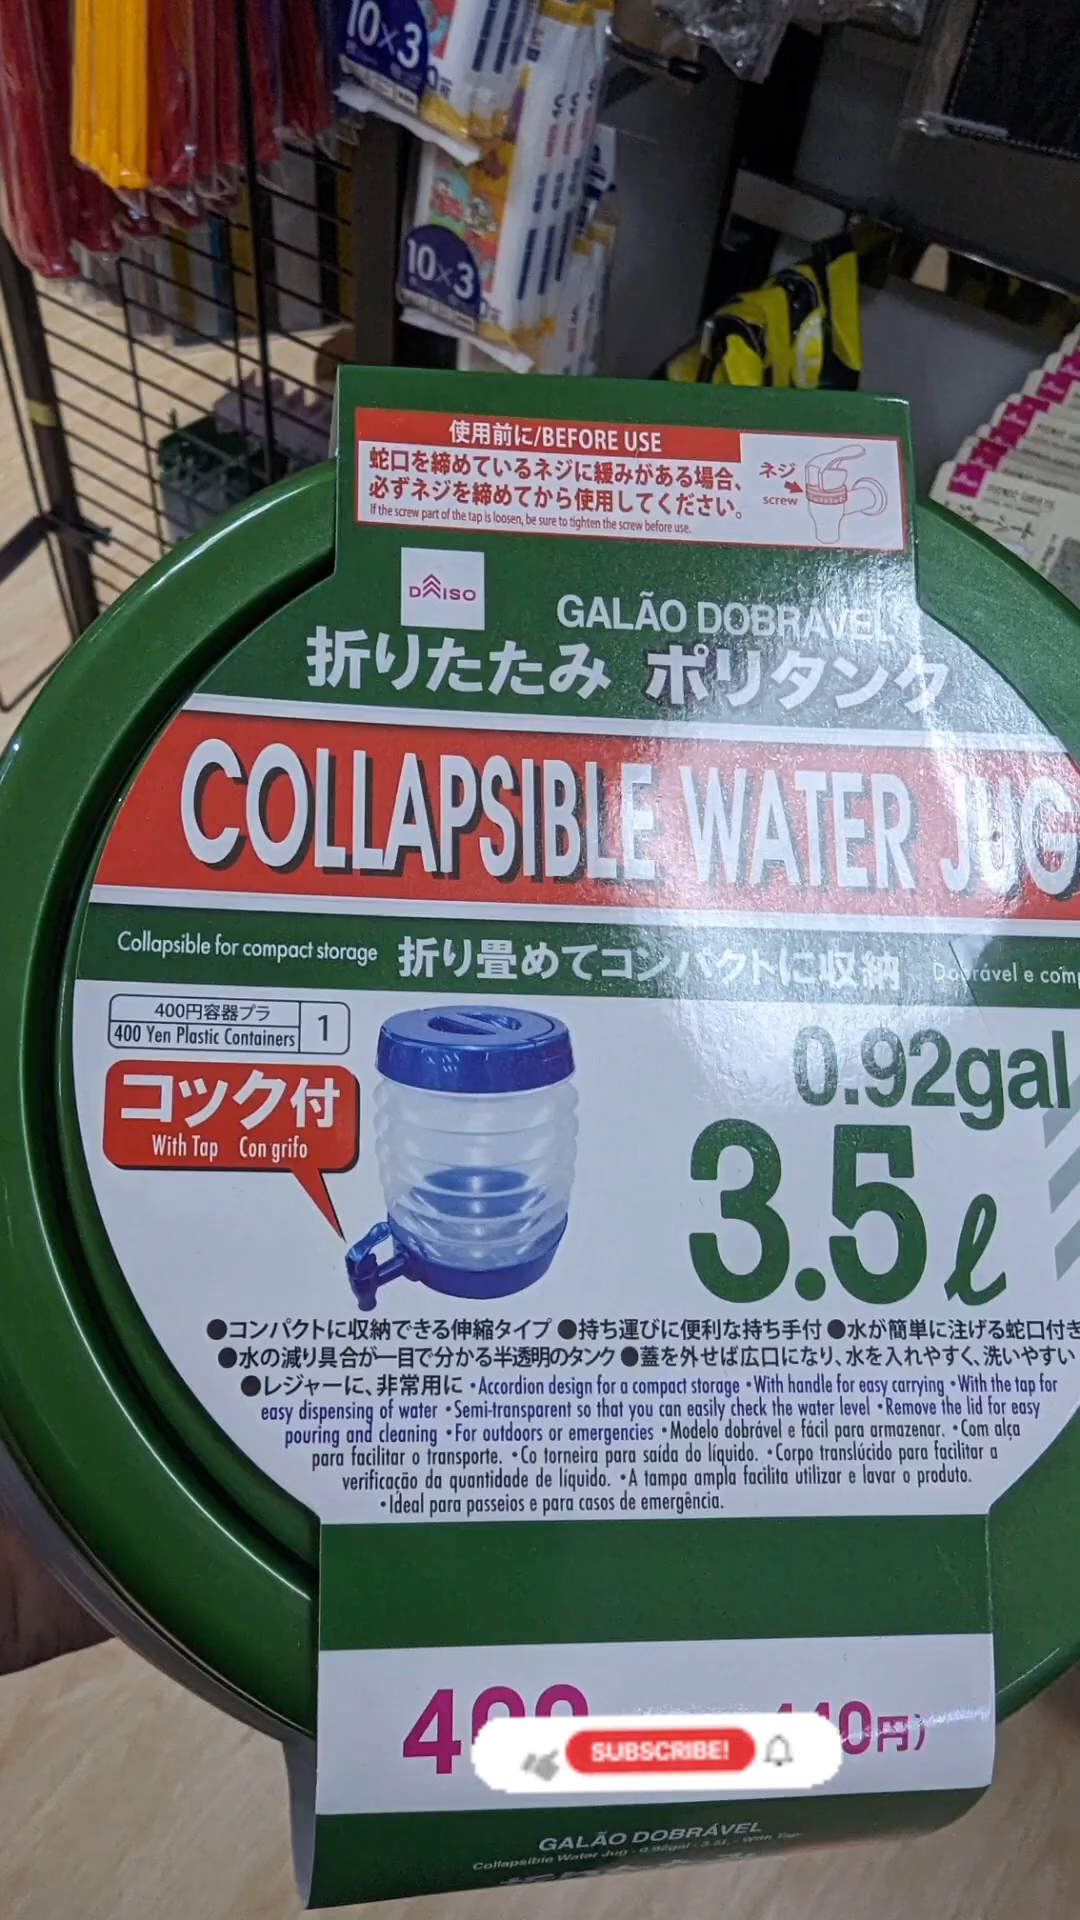 10×3
10×3
使用前に/BEFORE USE
蛇口を締めているネジに緩みがある場合、
必ずネジを締めてから使用してください。
If the screw part of the tap is loosen, be sure to tighten the screw before use.
ネジ
screw
DAISO
GALÃO DOBRAVEL
折りたたみ ポリタンク
COLLAPSIBLE WATER JUG
Collapsible for compact storage 折り畳めてコンパクトに収納 Dobrável e com
400円容器プラ
400 Yen Plastic Containers 1
コック付
With Tap Con grifo
0.92gal
3.5ℓ
●コンパクトに収納できる伸縮タイプ ●持ち運びに便利な持ち手付 ●水が簡単に注げる蛇口付き
●水の減り具合が一目で分かる半透明のタンク ●蓋を外せば広口になり、水を入れやすく、洗いやすい
●レジャーに、非常用に •Accordion design for a compact storage •With handle for easy carrying •With the tap for
easy dispensing of water •Semi-transparent so that you can easily check the water level •Remove the lid for easy
pouring and cleaning •For outdoors or emergencies •Modelo dobrável e fácil para armazenar. •Com alça
para facilitar o transporte. •Co torneira para saída do líquido. •Corpo translúcido para facilitar a
verificação da quantidade de líquido. •A tampa ampla facilita utilizar e lavar o produto.
•Ideal para passeios e para casos de emergência.
SUBSCRIBE!
円)
GALÃO DOBRÁVEL
Collapsible Water Jug · 0.92gal · 3.5L · With Tap